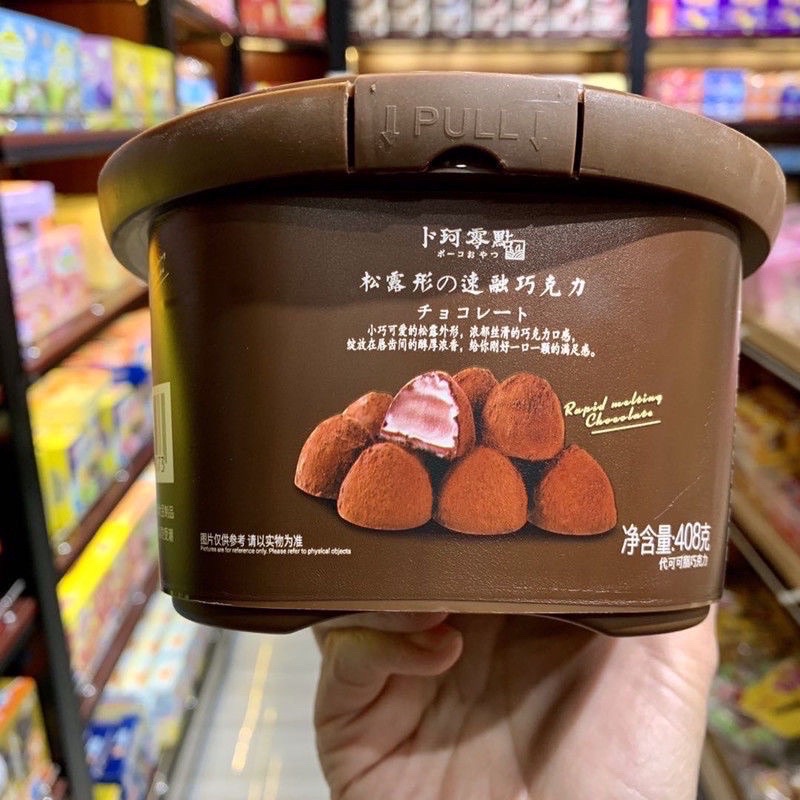 PULL
卜珂零點
ポーコおやつ
松露形の速融巧克力
チョコレート
小巧可爱的松露外形，浓郁丝滑的巧克力口感，
绽放在唇齿间的醇厚浓香，给你刚好一口一颗的满足感。
Rapid melting
Chocolate
图片仅供参考 请以实物为准
Pictures are for reference only. Please refer to physical objects
净含量:408克
代可可脂巧克力